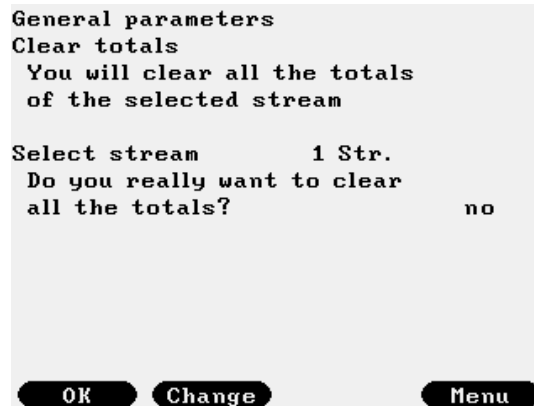 General parameters
Clear totals
You will clear all the totals
of the selected stream
Select stream 1 Str.
Do you really want to clear
all the totals? no
OK Change Menu